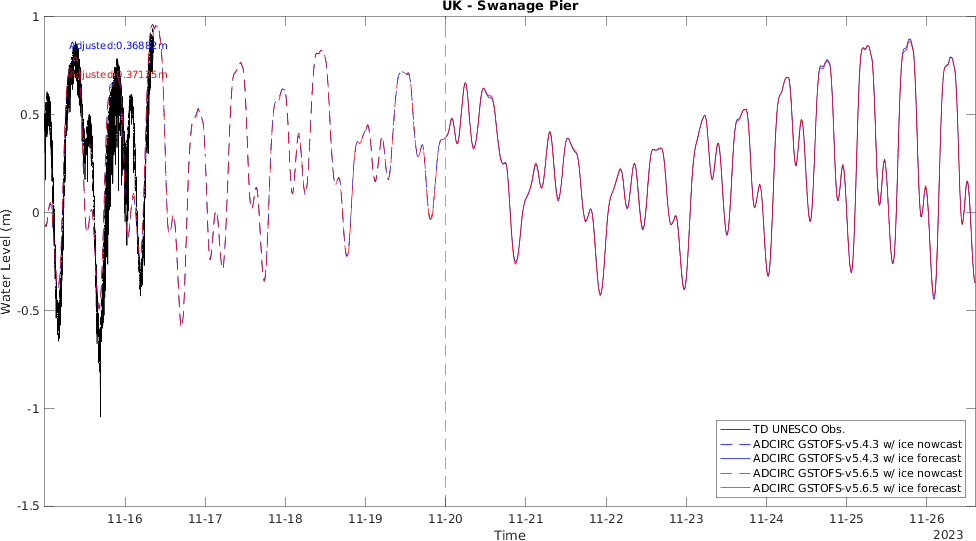 UK - Swanage Pier
1
0.5
0
-0.5
-1
-1.5
Water Level (m)
Adjusted:0.36882m
Adjusted:0.37175m
TD UNESCO Obs.
ADCIRC GSTOFS-v5.4.3 w/ ice nowcast
ADCIRC GSTOFS-v5.4.3 w/ ice forecast
ADCIRC GSTOFS-v5.6.5 w/ ice nowcast
ADCIRC GSTOFS-v5.6.5 w/ ice forecast
11-16 11-17 11-18 11-19 11-20 11-21 11-22 11-23 11-24 11-25 11-26
Time
2023